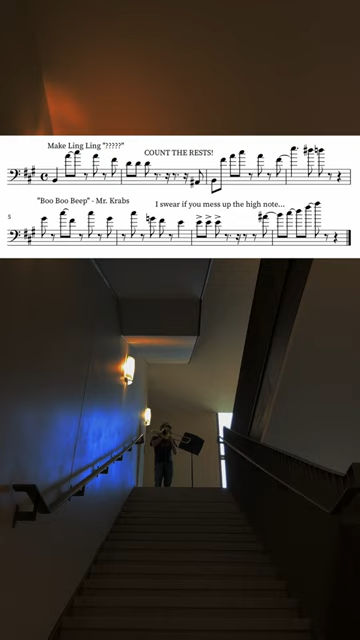 Make Ling Ling "?????"
COUNT THE RESTS!
"Boo Boo Beep" - Mr. Krabs
I swear if you mess up the high note...
5